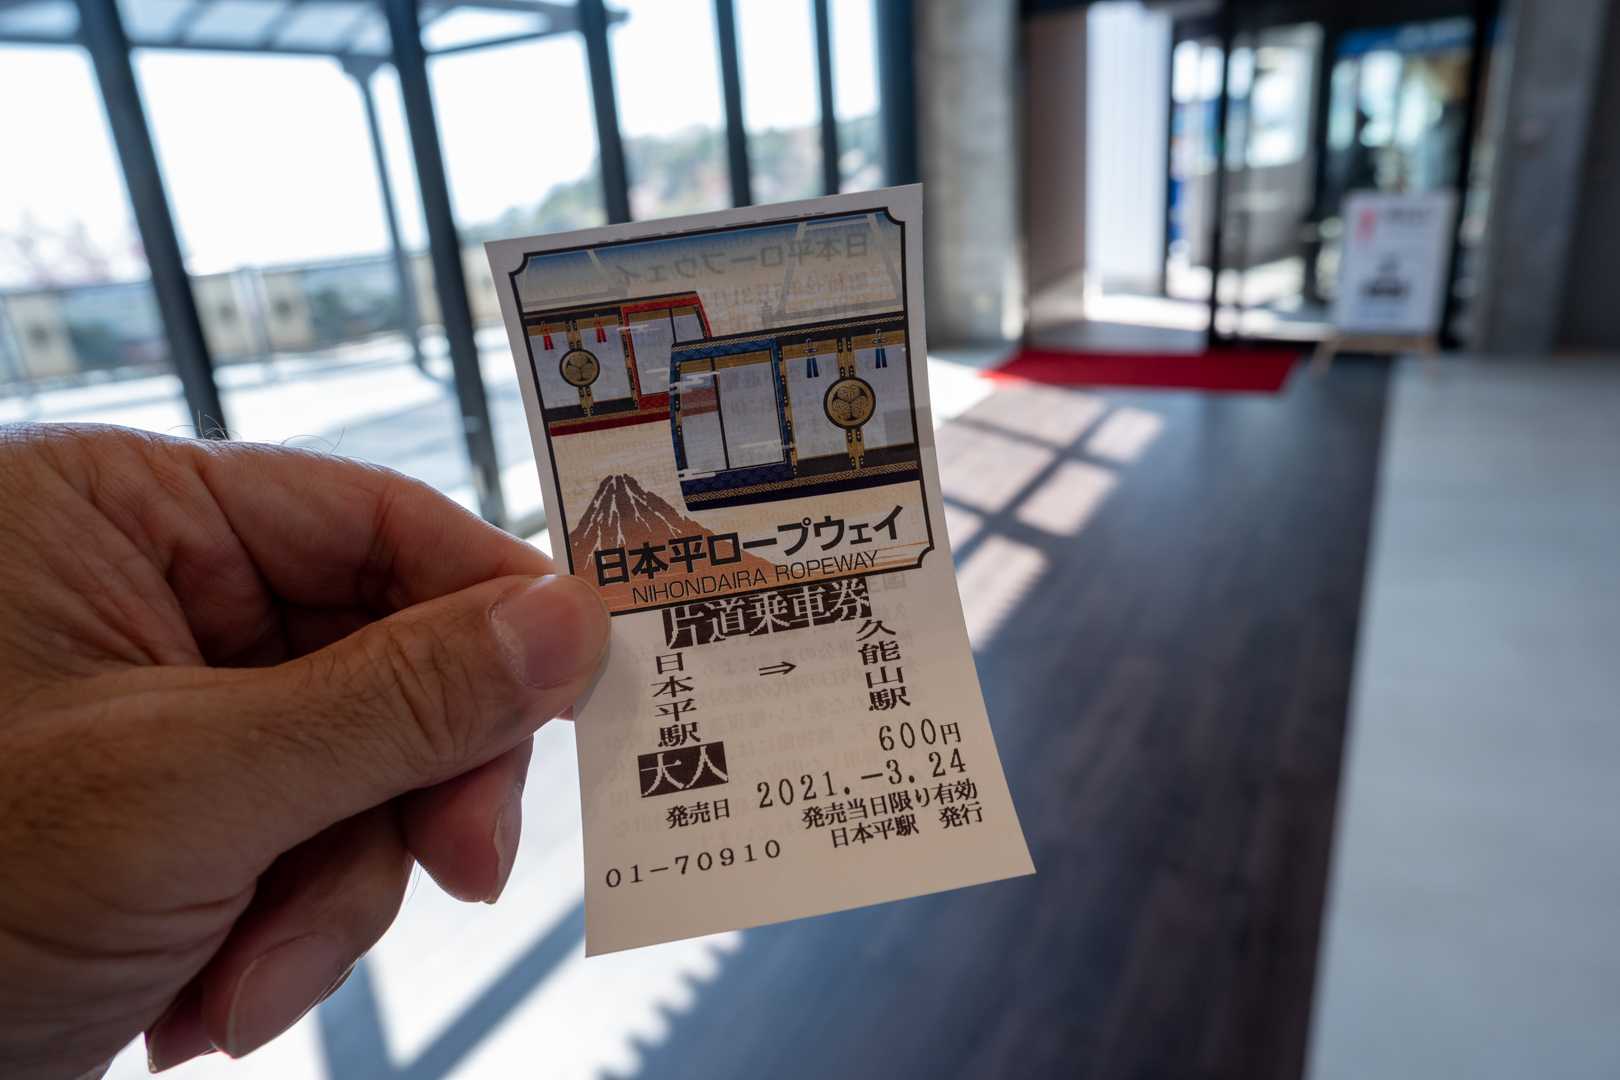 日本平ロープウェイ
NIHONDAIRA ROPEWAY
片道乗車券
日本平駅 ⇒ 久能山駅
600円
大人
発売日 2021.-3.24
発売当日限り有効
日本平駅 発行
01-70910